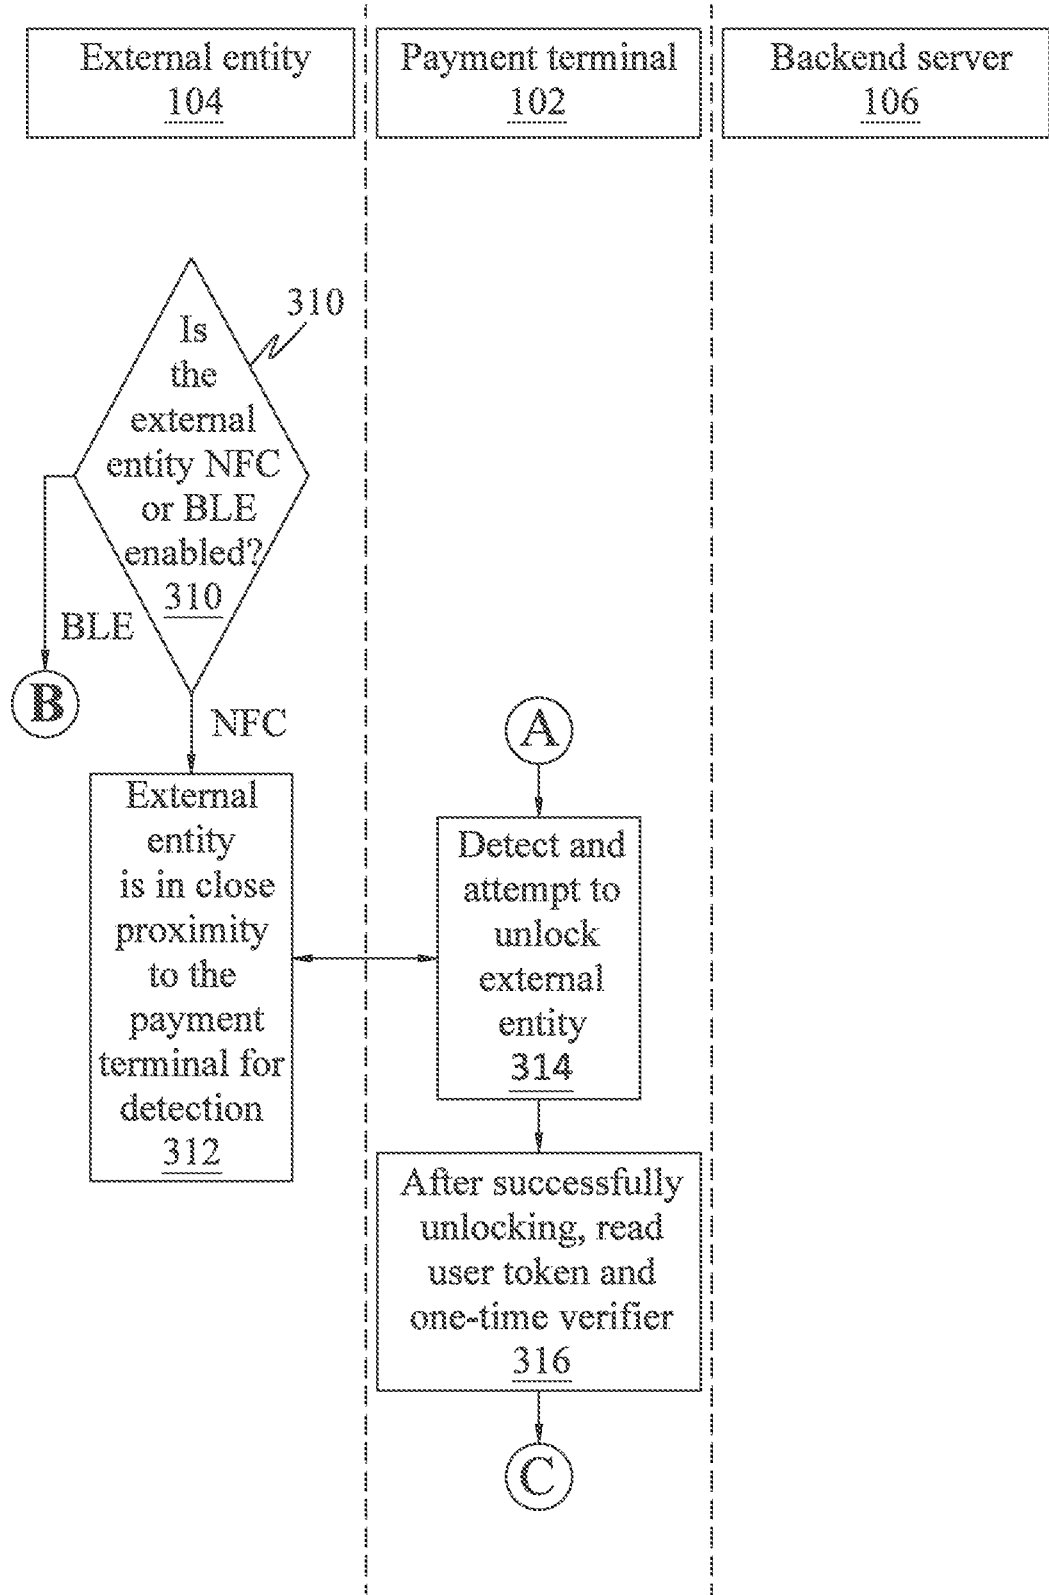 External entity
104
Payment terminal
102
Backend server
106
310
Is
the
external
entity NFC
or BLE
enabled?
310
BLE
B
NFC
External
entity
is in close
proximity
to the
payment
terminal for
detection
312
A
Detect and
attempt to
unlock
external
entity
314
After successfully
unlocking, read
user token and
one-time verifier
316
C